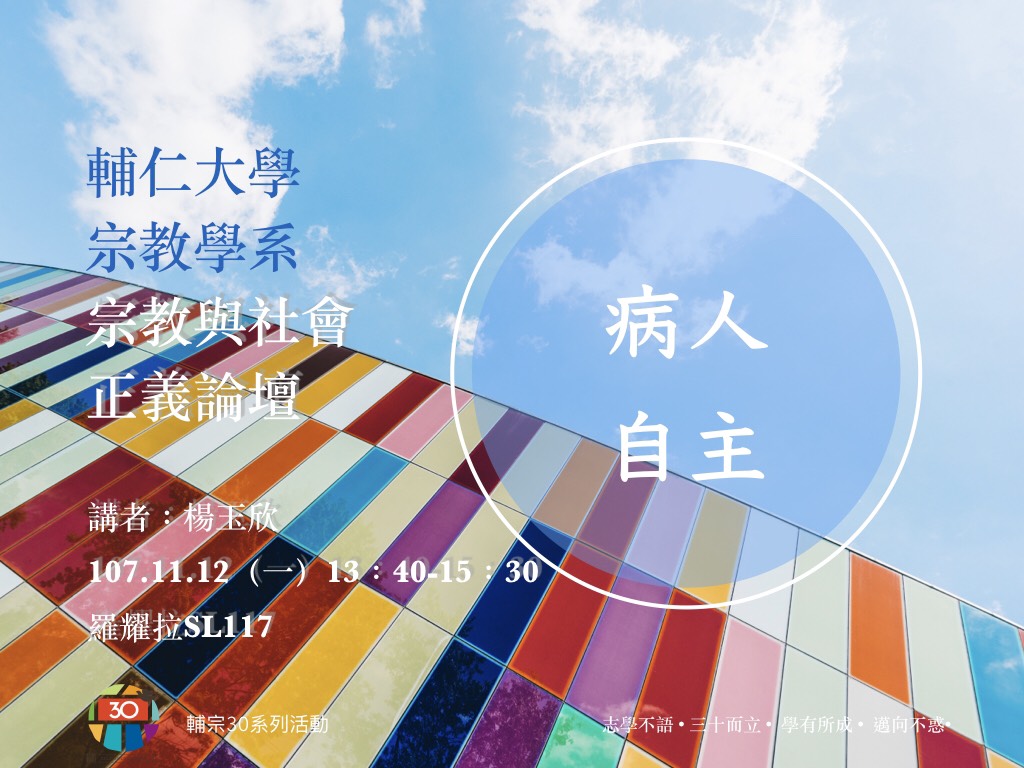 輔仁大學
宗教學系
宗教與社會
正義論壇
病人
自主
講者：楊玉欣
107.11.12（一）13：40-15：30
羅耀拉SL117
30
輔宗30系列活動
志學不語•三十而立• 學有所成• 邁向不惑•